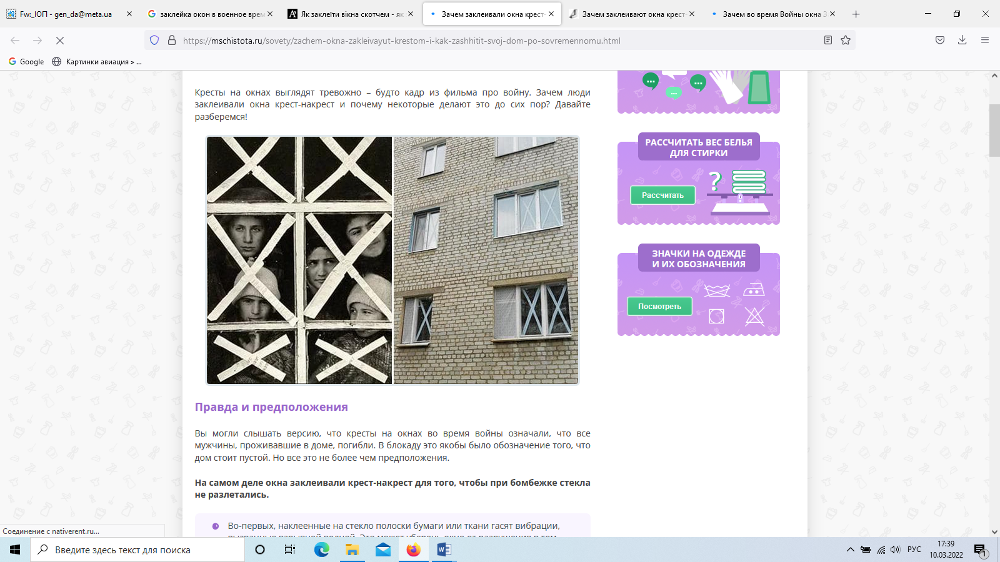 Fw:_ІОП - gen_da@meta.ua
заклейка окон в военное врем
Як заклеїти вікна скотчем - як
Зачем заклеивали окна крест-
Зачем заклеивают окна крест-
Зачем во время Войны окна З
https://mschistota.ru/sovety/zachem-okna-zakleivayut-krestom-i-kak-zashhitit-svoj-dom-po-sovremennomu.html
Google
Картинки авиация » ...
Кресты на окнах выглядят тревожно – будто кадр из фильма про войну. Зачем люди
заклеивали окна крест-накрест и почему некоторые делают это до сих пор? Давайте
разберемся!
РАССЧИТАТЬ ВЕС БЕЛЬЯ
ДЛЯ СТИРКИ
?
Рассчитать
ЗНАЧКИ НА ОДЕЖДЕ
И ИХ ОБОЗНАЧЕНИЯ
Посмотреть
Правда и предположения
Вы могли слышать версию, что кресты на окнах во время войны означали, что все
мужчины, проживавшие в доме, погибли. В блокаду это якобы было обозначение того, что
дом стоит пустой. Но все это не более чем предположения.
На самом деле окна заклеивали крест-накрест для того, чтобы при бомбежке стекла
не разлетались.
Во-первых, наклеенные на стекло полоски бумаги или ткани гасят вибрации,
Соединение с nativerent.ru...
Введите здесь текст для поиска
РУС
17:39
10.03.2022
1